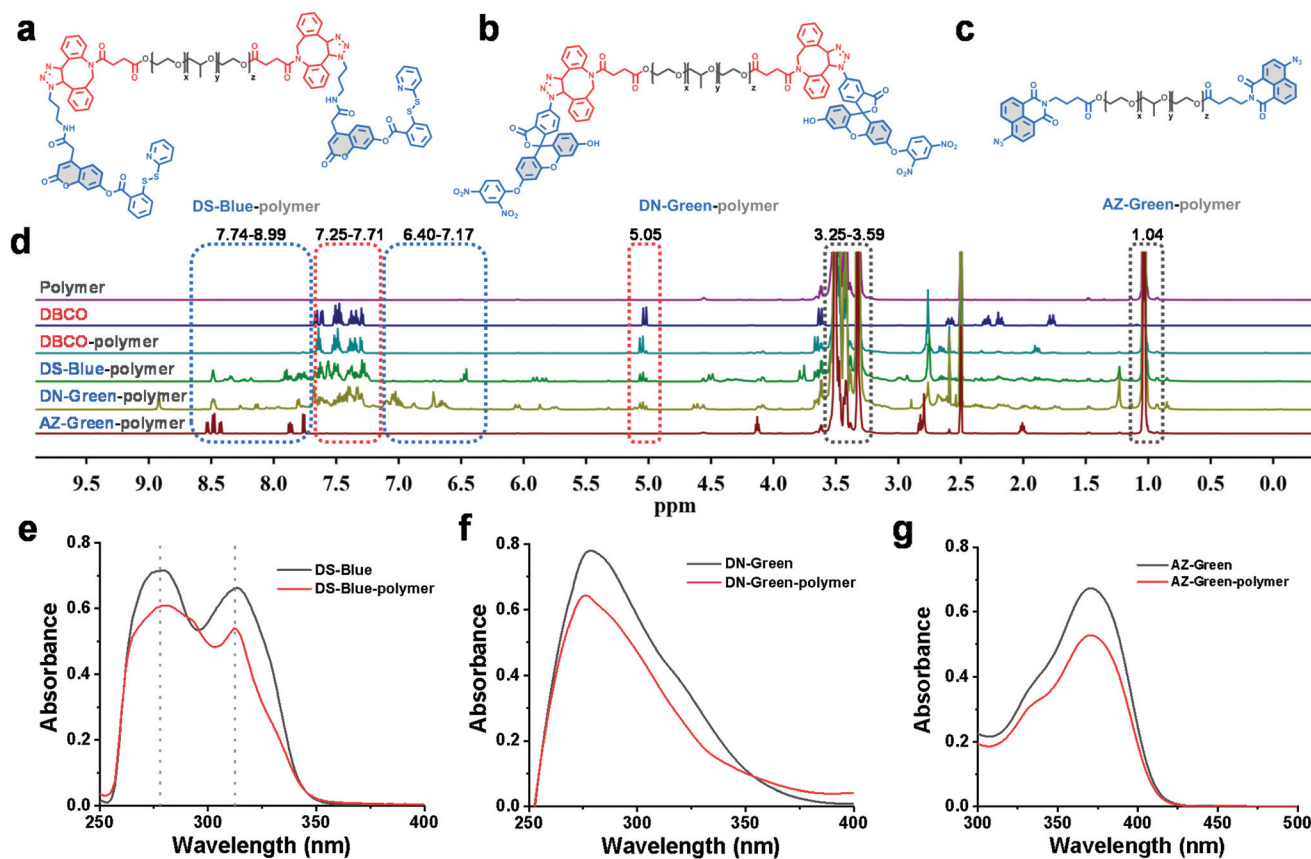 a
b
c
DS-Blue-polymer
DN-Green-polymer
AZ-Green-polymer
d
7.74-8.99
7.25-7.71
6.40-7.17
5.05
3.25-3.59
1.04
Polymer
DBCO
DBCO-polymer
DS-Blue-polymer
DN-Green-polymer
AZ-Green-polymer
9.5 9.0 8.5 8.0 7.5 7.0 6.5 6.0 5.5 5.0 4.5 4.0 3.5 3.0 2.5 2.0 1.5 1.0 0.5 0.0
ppm
e
DS-Blue
DS-Blue-polymer
Absorbance
0.8
0.6
0.4
0.2
0.0
250 300 350 400
Wavelength (nm)
f
DN-Green
DN-Green-polymer
Absorbance
0.8
0.6
0.4
0.2
0.0
250 300 350 400
Wavelength (nm)
g
AZ-Green
AZ-Green-polymer
Absorbance
0.8
0.6
0.4
0.2
0.0
300 350 400 450 500
Wavelength (nm)